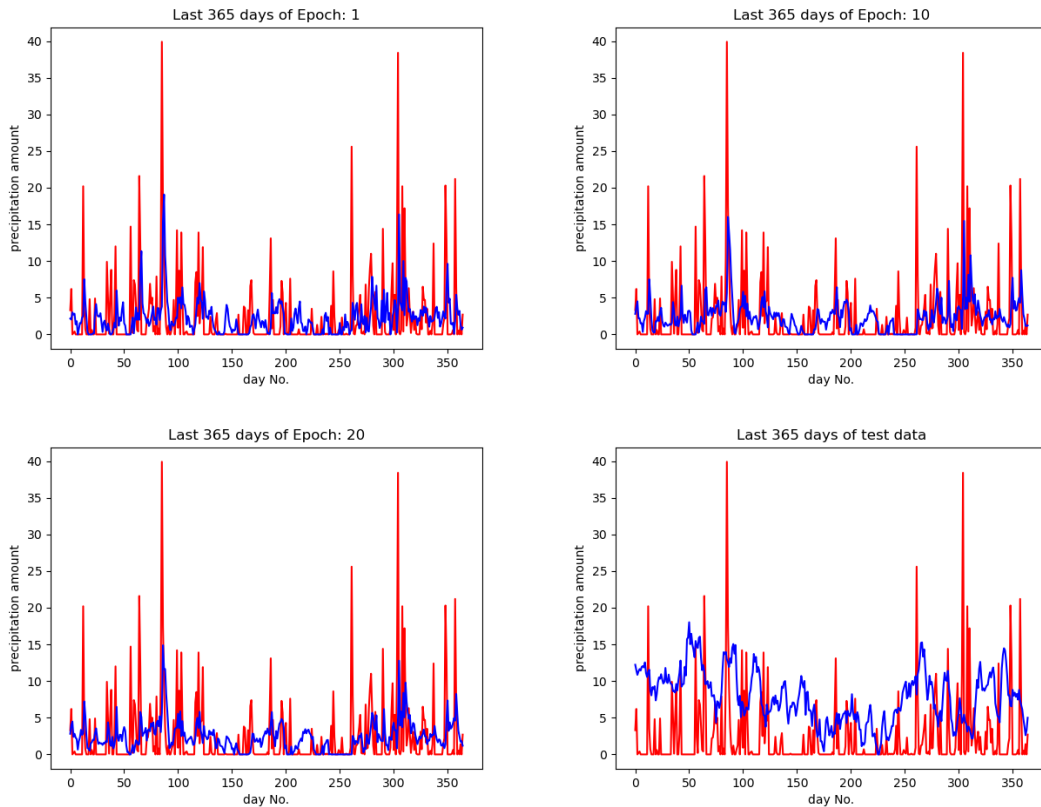 Last 365 days of Epoch: 1
40
35
30
25
20
15
10
5
0
precipitation amount
0 50 100 150 200 250 300 350
day No.
Last 365 days of Epoch: 10
40
35
30
25
20
15
10
5
0
precipitation amount
0 50 100 150 200 250 300 350
day No.
Last 365 days of Epoch: 20
40
35
30
25
20
15
10
5
0
precipitation amount
0 50 100 150 200 250 300 350
day No.
Last 365 days of test data
40
35
30
25
20
15
10
5
0
precipitation amount
0 50 100 150 200 250 300 350
day No.